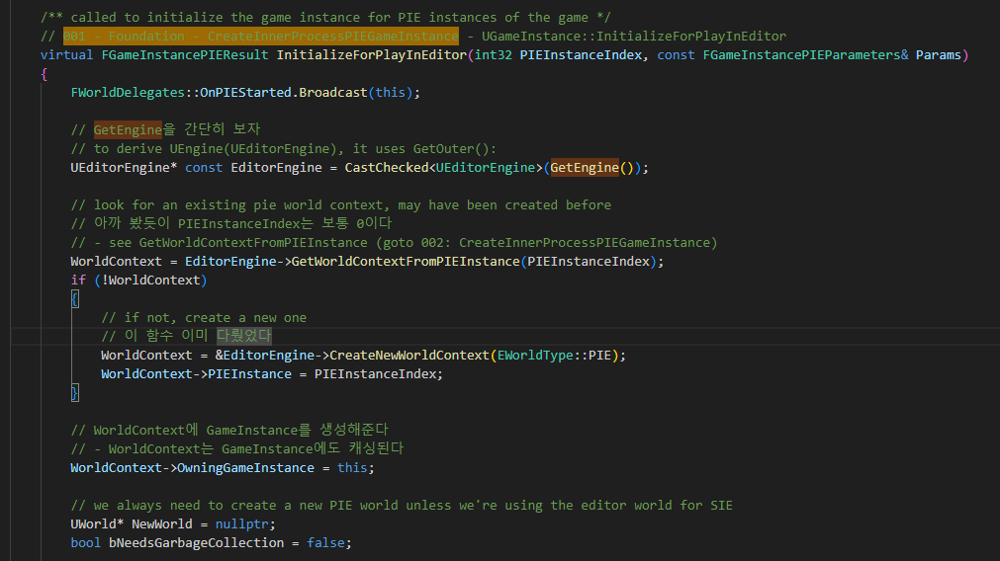 /** called to initialize the game instance for PIE instances of the game */
// 001 - Foundation - CreateInnerProcessPIEGameInstance - UGameInstance::InitializeForPlayInEditor
virtual FGameInstancePIEResult InitializeForPlayInEditor(int32 PIEInstanceIndex, const FGameInstancePIEParameters& Params)
{
FWorldDelegates::OnPIEStarted.Broadcast(this);
// GetEngine을 간단히 보자
// to derive UEngine(UEditorEngine), it uses GetOuter():
UEditorEngine* const EditorEngine = CastChecked<UEditorEngine>(GetEngine());
// look for an existing pie world context, may have been created before
// 아까 봤듯이 PIEInstanceIndex는 보통 0이다
// - see GetWorldContextFromPIEInstance (goto 002: CreateInnerProcessPIEGameInstance)
WorldContext = EditorEngine->GetWorldContextFromPIEInstance(PIEInstanceIndex);
if (!WorldContext)
{
// if not, create a new one
// 이 함수 이미 다뤘었다
WorldContext = &EditorEngine->CreateNewWorldContext(EWorldType::PIE);
WorldContext->PIEInstance = PIEInstanceIndex;
}
// WorldContext에 GameInstance를 생성해준다
// - WorldContext는 GameInstance에도 캐싱된다
WorldContext->OwningGameInstance = this;
// we always need to create a new PIE world unless we're using the editor world for SIE
UWorld* NewWorld = nullptr;
bool bNeedsGarbageCollection = false;